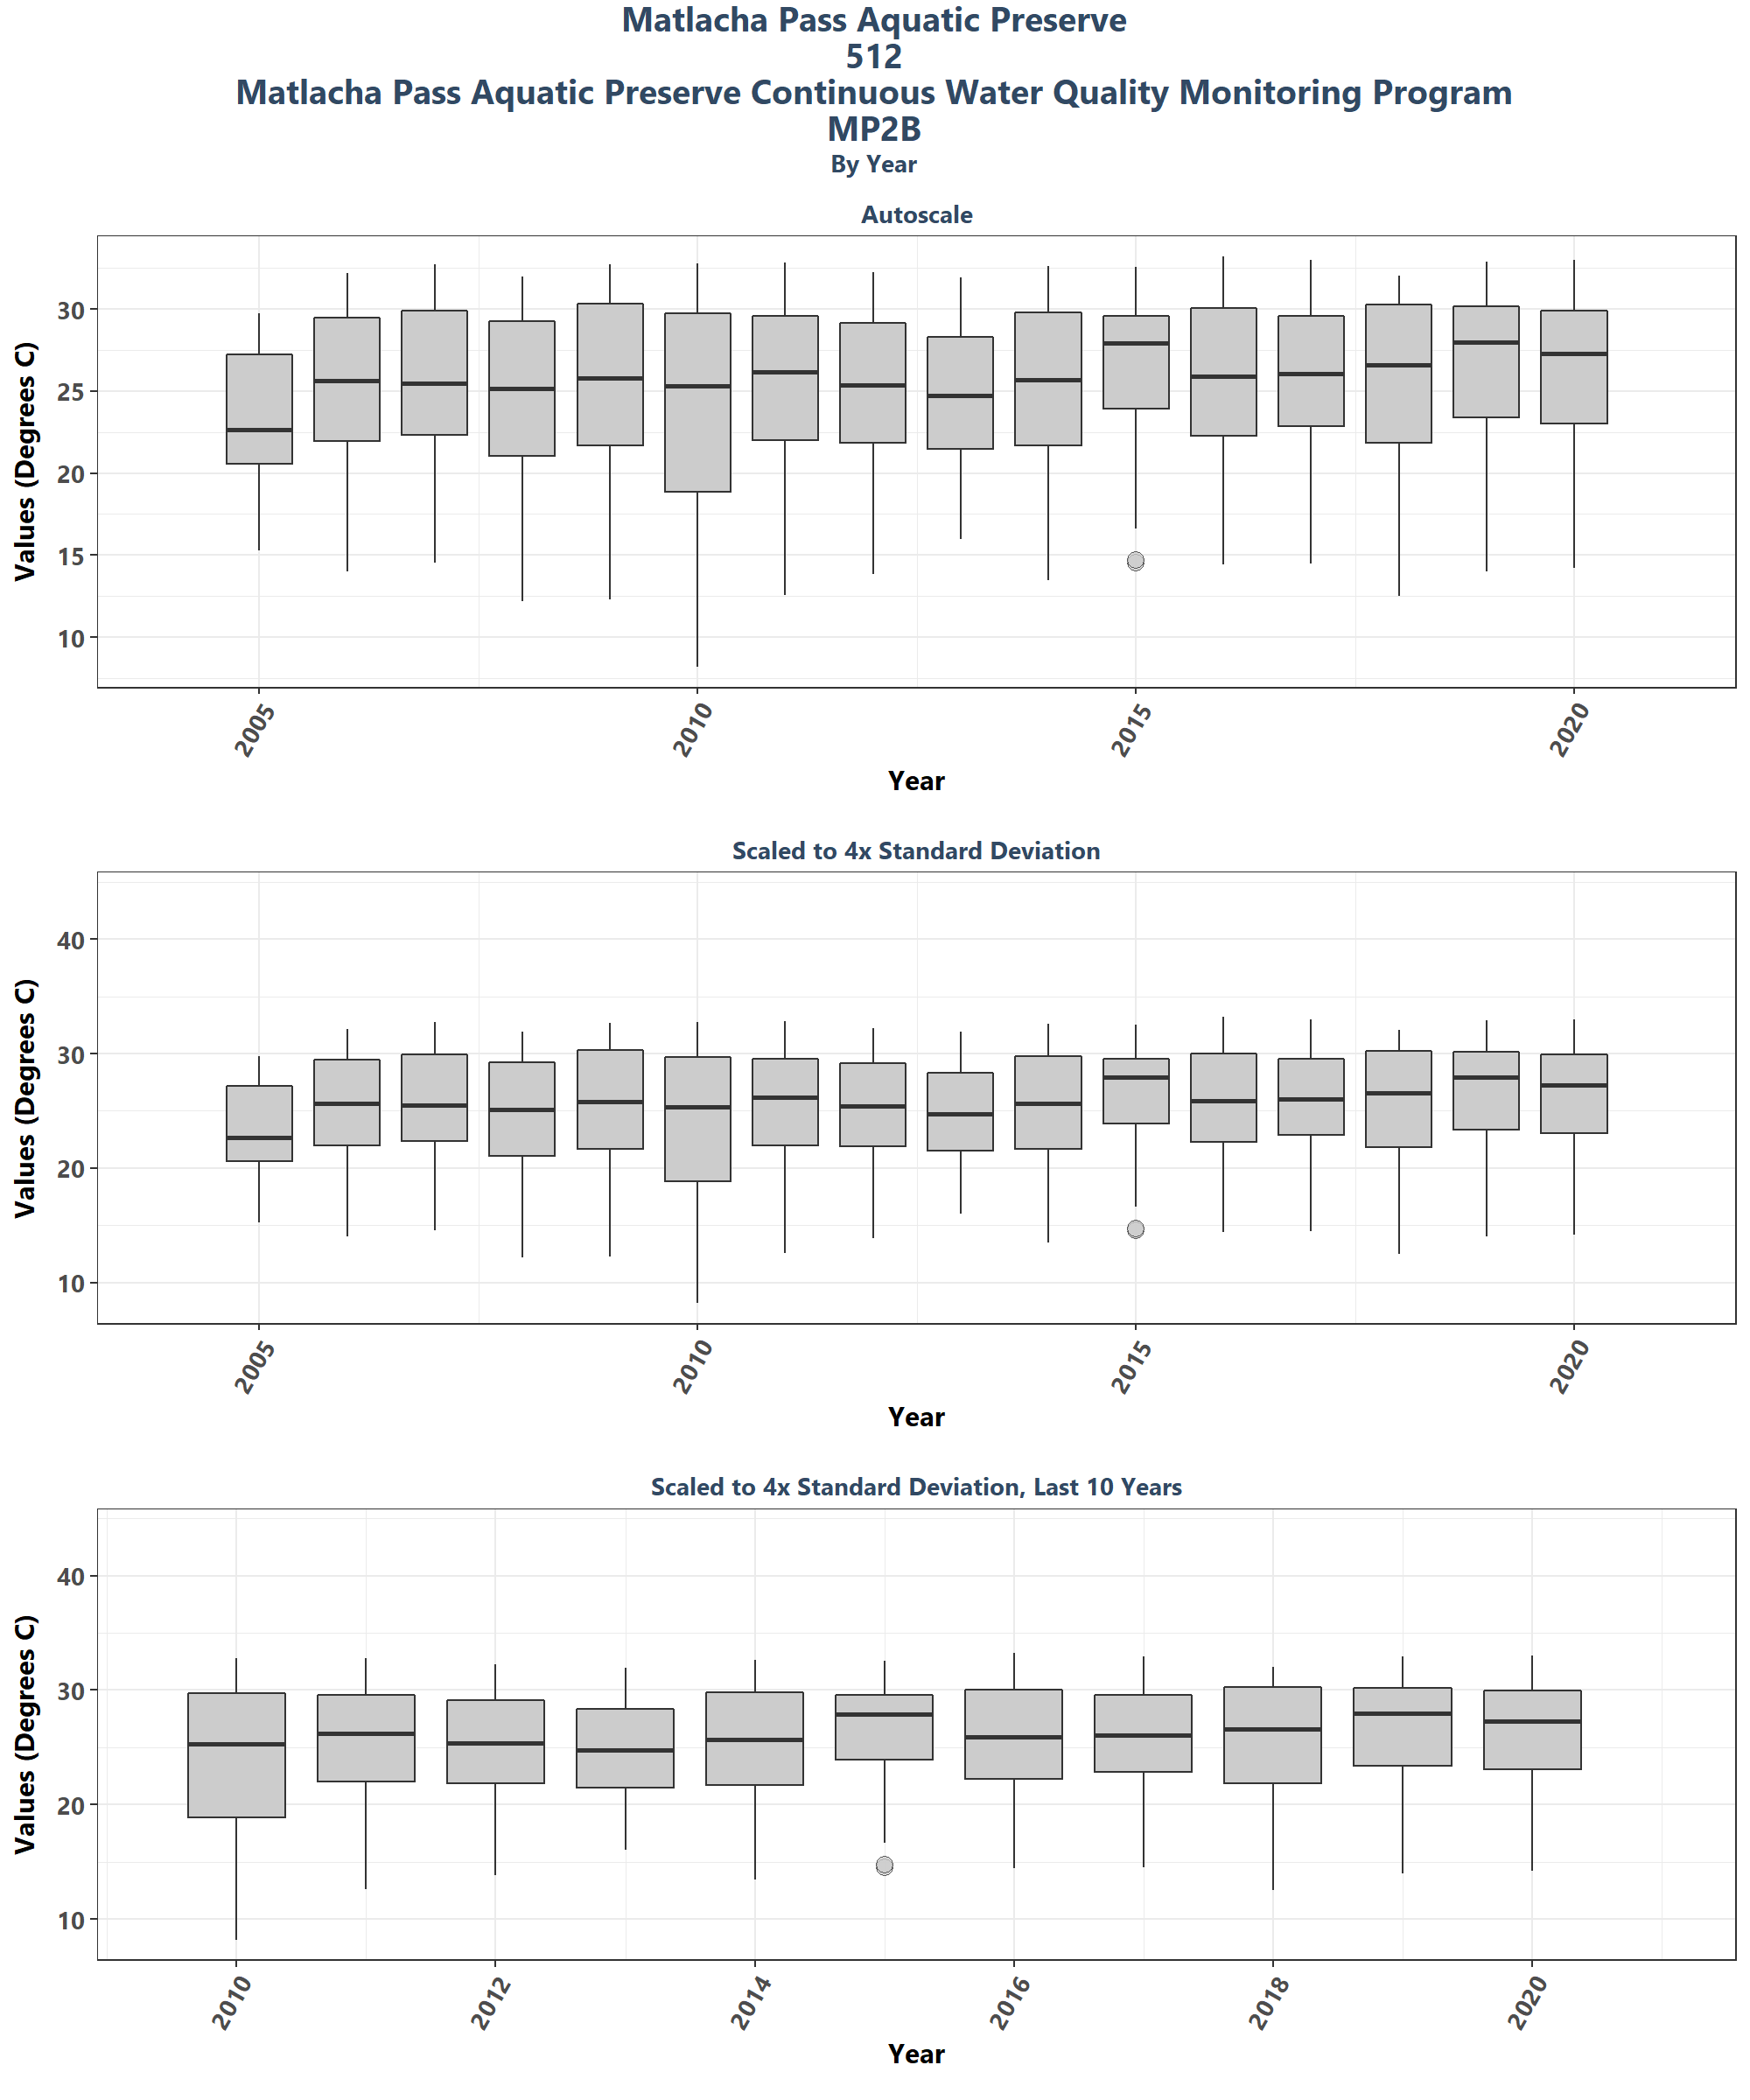 Matlacha Pass Aquatic Preserve
512
Matlacha Pass Aquatic Preserve Continuous Water Quality Monitoring Program
MP2B
By Year
Autoscale
Values (Degrees C)
30
25
20
15
10
2005
2010
2015
2020
Year
Scaled to 4x Standard Deviation
Values (Degrees C)
40
30
20
10
2005
2010
2015
2020
Year
Scaled to 4x Standard Deviation, Last 10 Years
Values (Degrees C)
40
30
20
10
2010
2012
2014
2016
2018
2020
Year